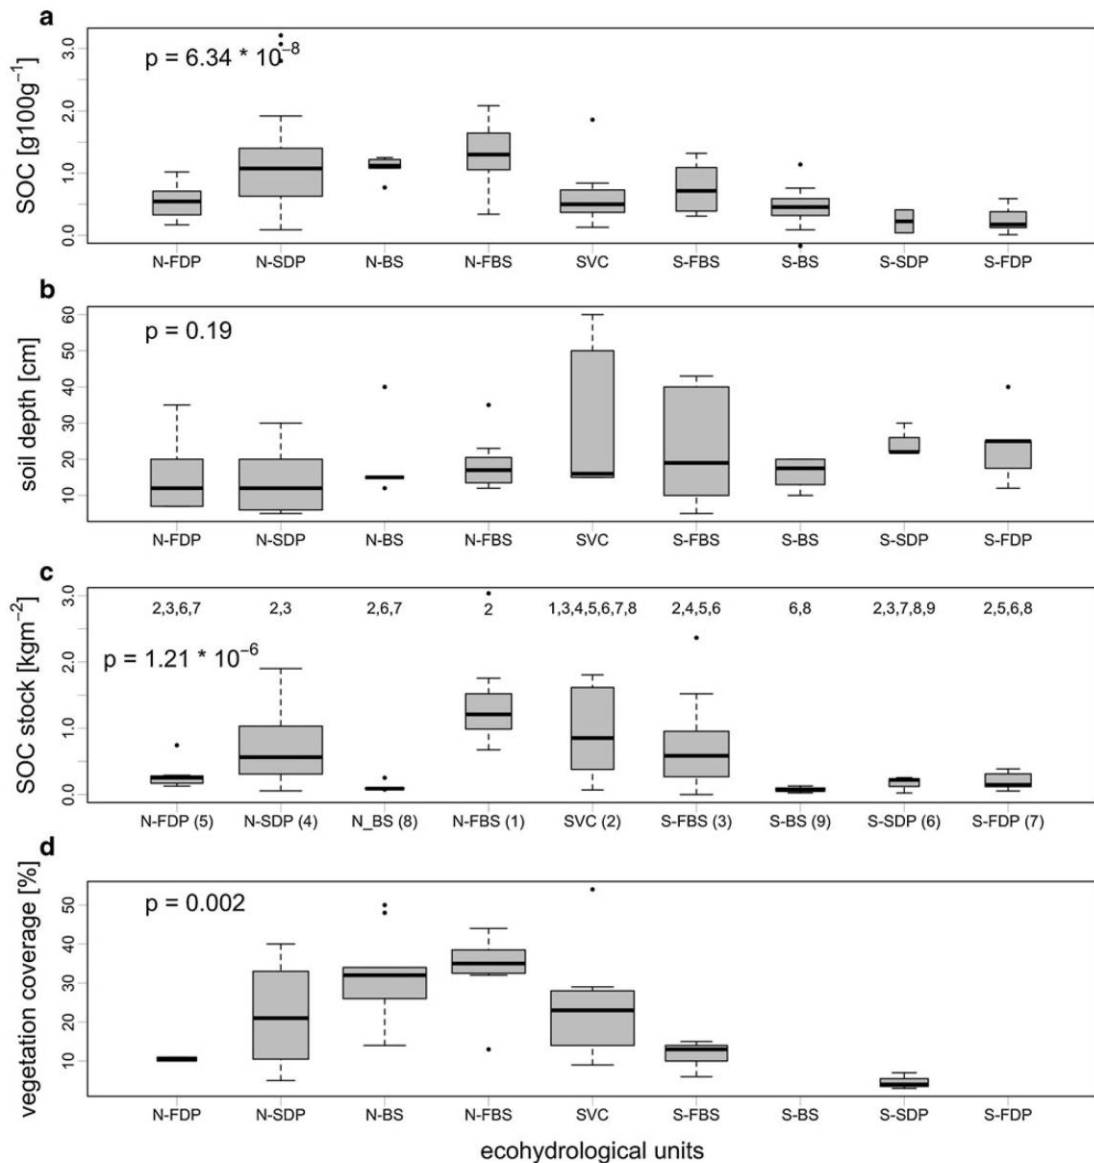 a
SOC [g100g⁻¹]
p = 6.34 * 10⁻⁸
3.0
2.0
1.0
0.0
N-FDP N-SDP N-BS N-FBS SVC S-FBS S-BS S-SDP S-FDP
b
soil depth [cm]
p = 0.19
60
50
40
30
20
10
N-FDP N-SDP N-BS N-FBS SVC S-FBS S-BS S-SDP S-FDP
c
SOC stock [kgm⁻²]
2,3,6,7 2,3 2,6,7 2 1,3,4,5,6,7,8 2,4,5,6 6,8 2,3,7,8,9 2,5,6,8
p = 1.21 * 10⁻⁶
3.0
2.0
1.0
0.0
N-FDP (5) N-SDP (4) N_BS (8) N-FBS (1) SVC (2) S-FBS (3) S-BS (9) S-SDP (6) S-FDP (7)
d
vegetation coverage [%]
p = 0.002
50
40
30
20
10
N-FDP N-SDP N-BS N-FBS SVC S-FBS S-BS S-SDP S-FDP
ecohydrological units